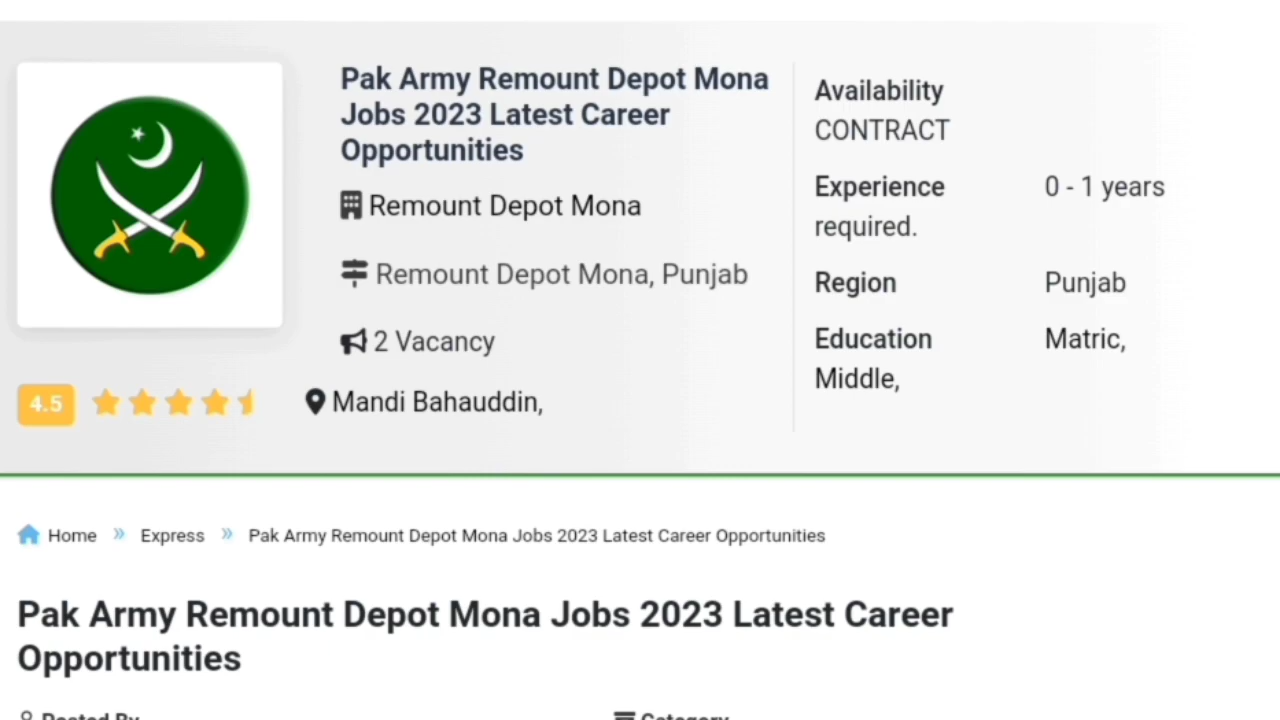 Pak Army Remount Depot Mona
Jobs 2023 Latest Career
Opportunities
Remount Depot Mona
Remount Depot Mona, Punjab
2 Vacancy
4.5
Mandi Bahauddin,
Availability
CONTRACT
Experience 0 - 1 years
required.
Region Punjab
Education Matric,
Middle,
Home » Express » Pak Army Remount Depot Mona Jobs 2023 Latest Career Opportunities
Pak Army Remount Depot Mona Jobs 2023 Latest Career
Opportunities
Posted By Category